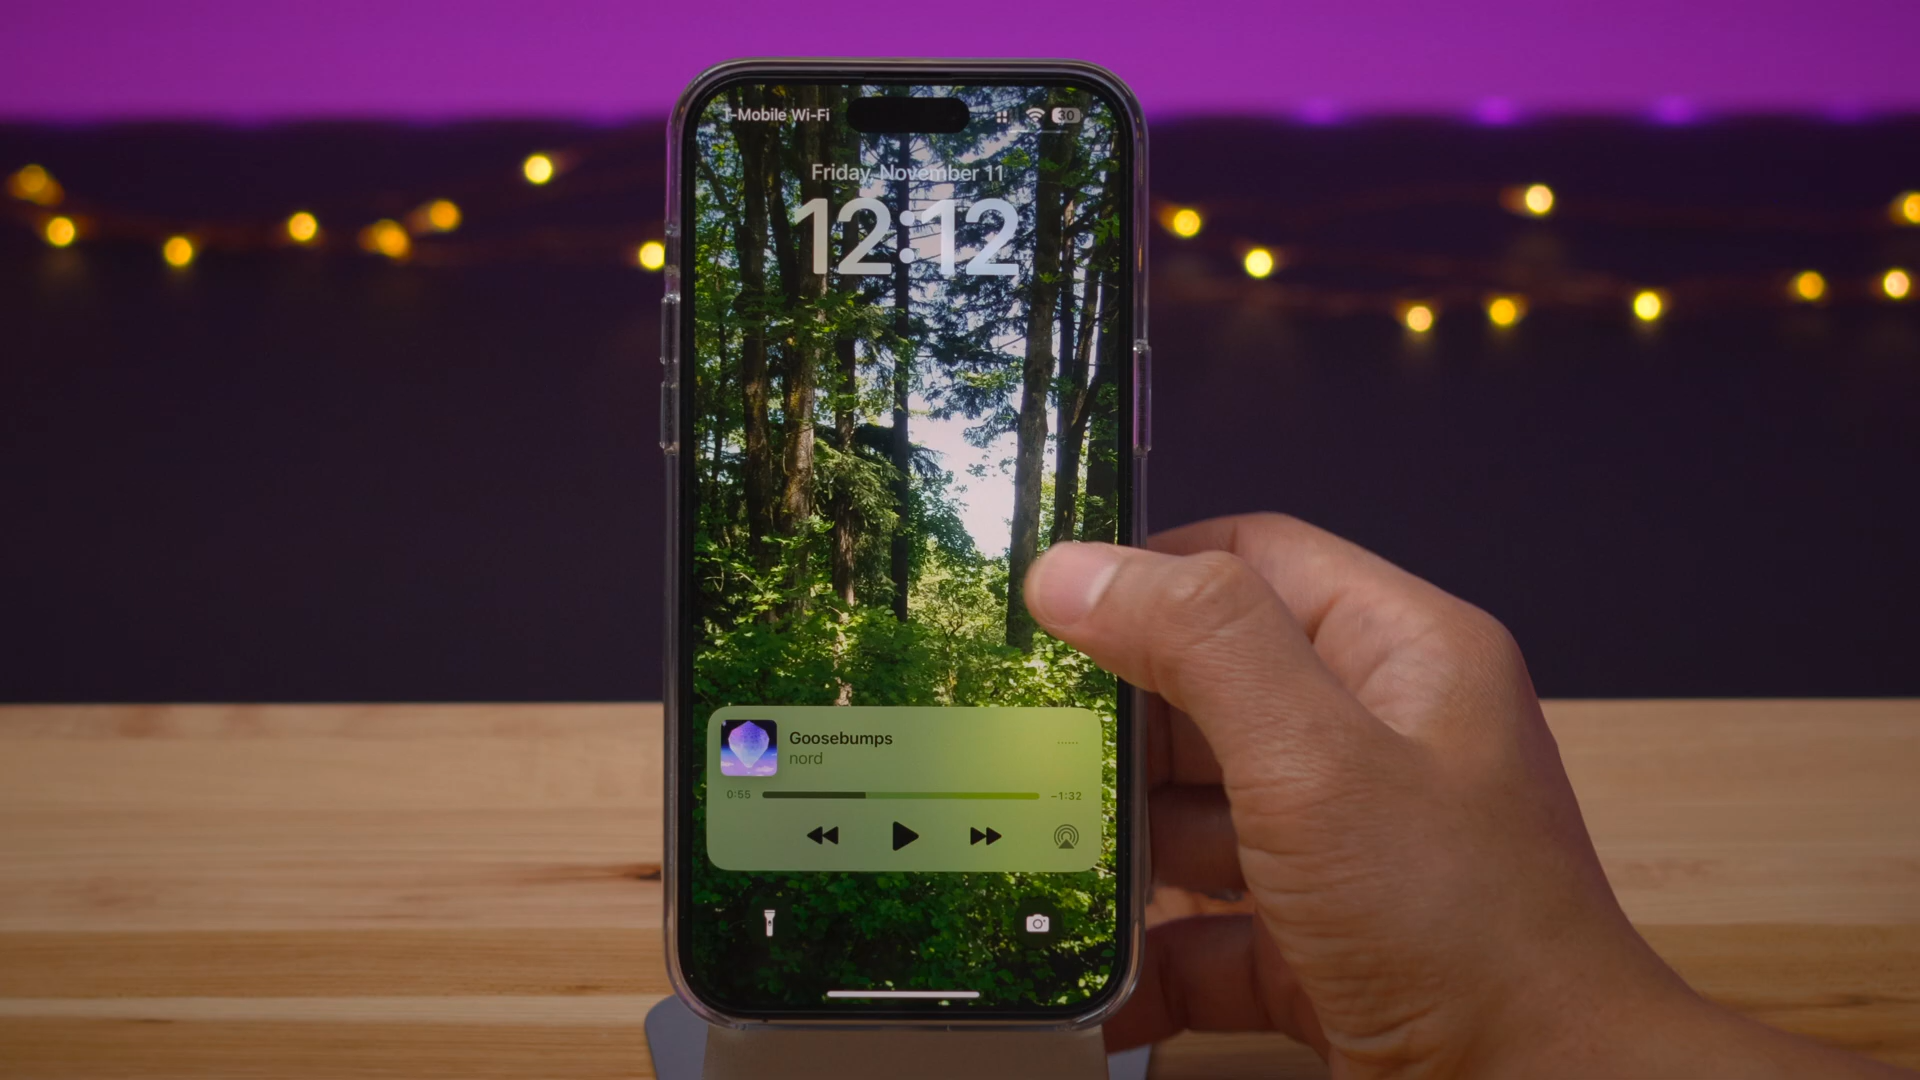 T-Mobile Wi-Fi
30
Friday, November 11
12:12
Goosebumps
nord
0:55
−1:32